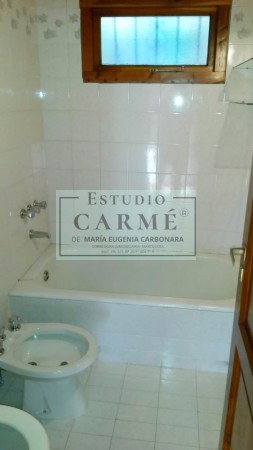 ESTUDIO
CARMÉ®
DE MARÍA EUGENIA CARBONARA